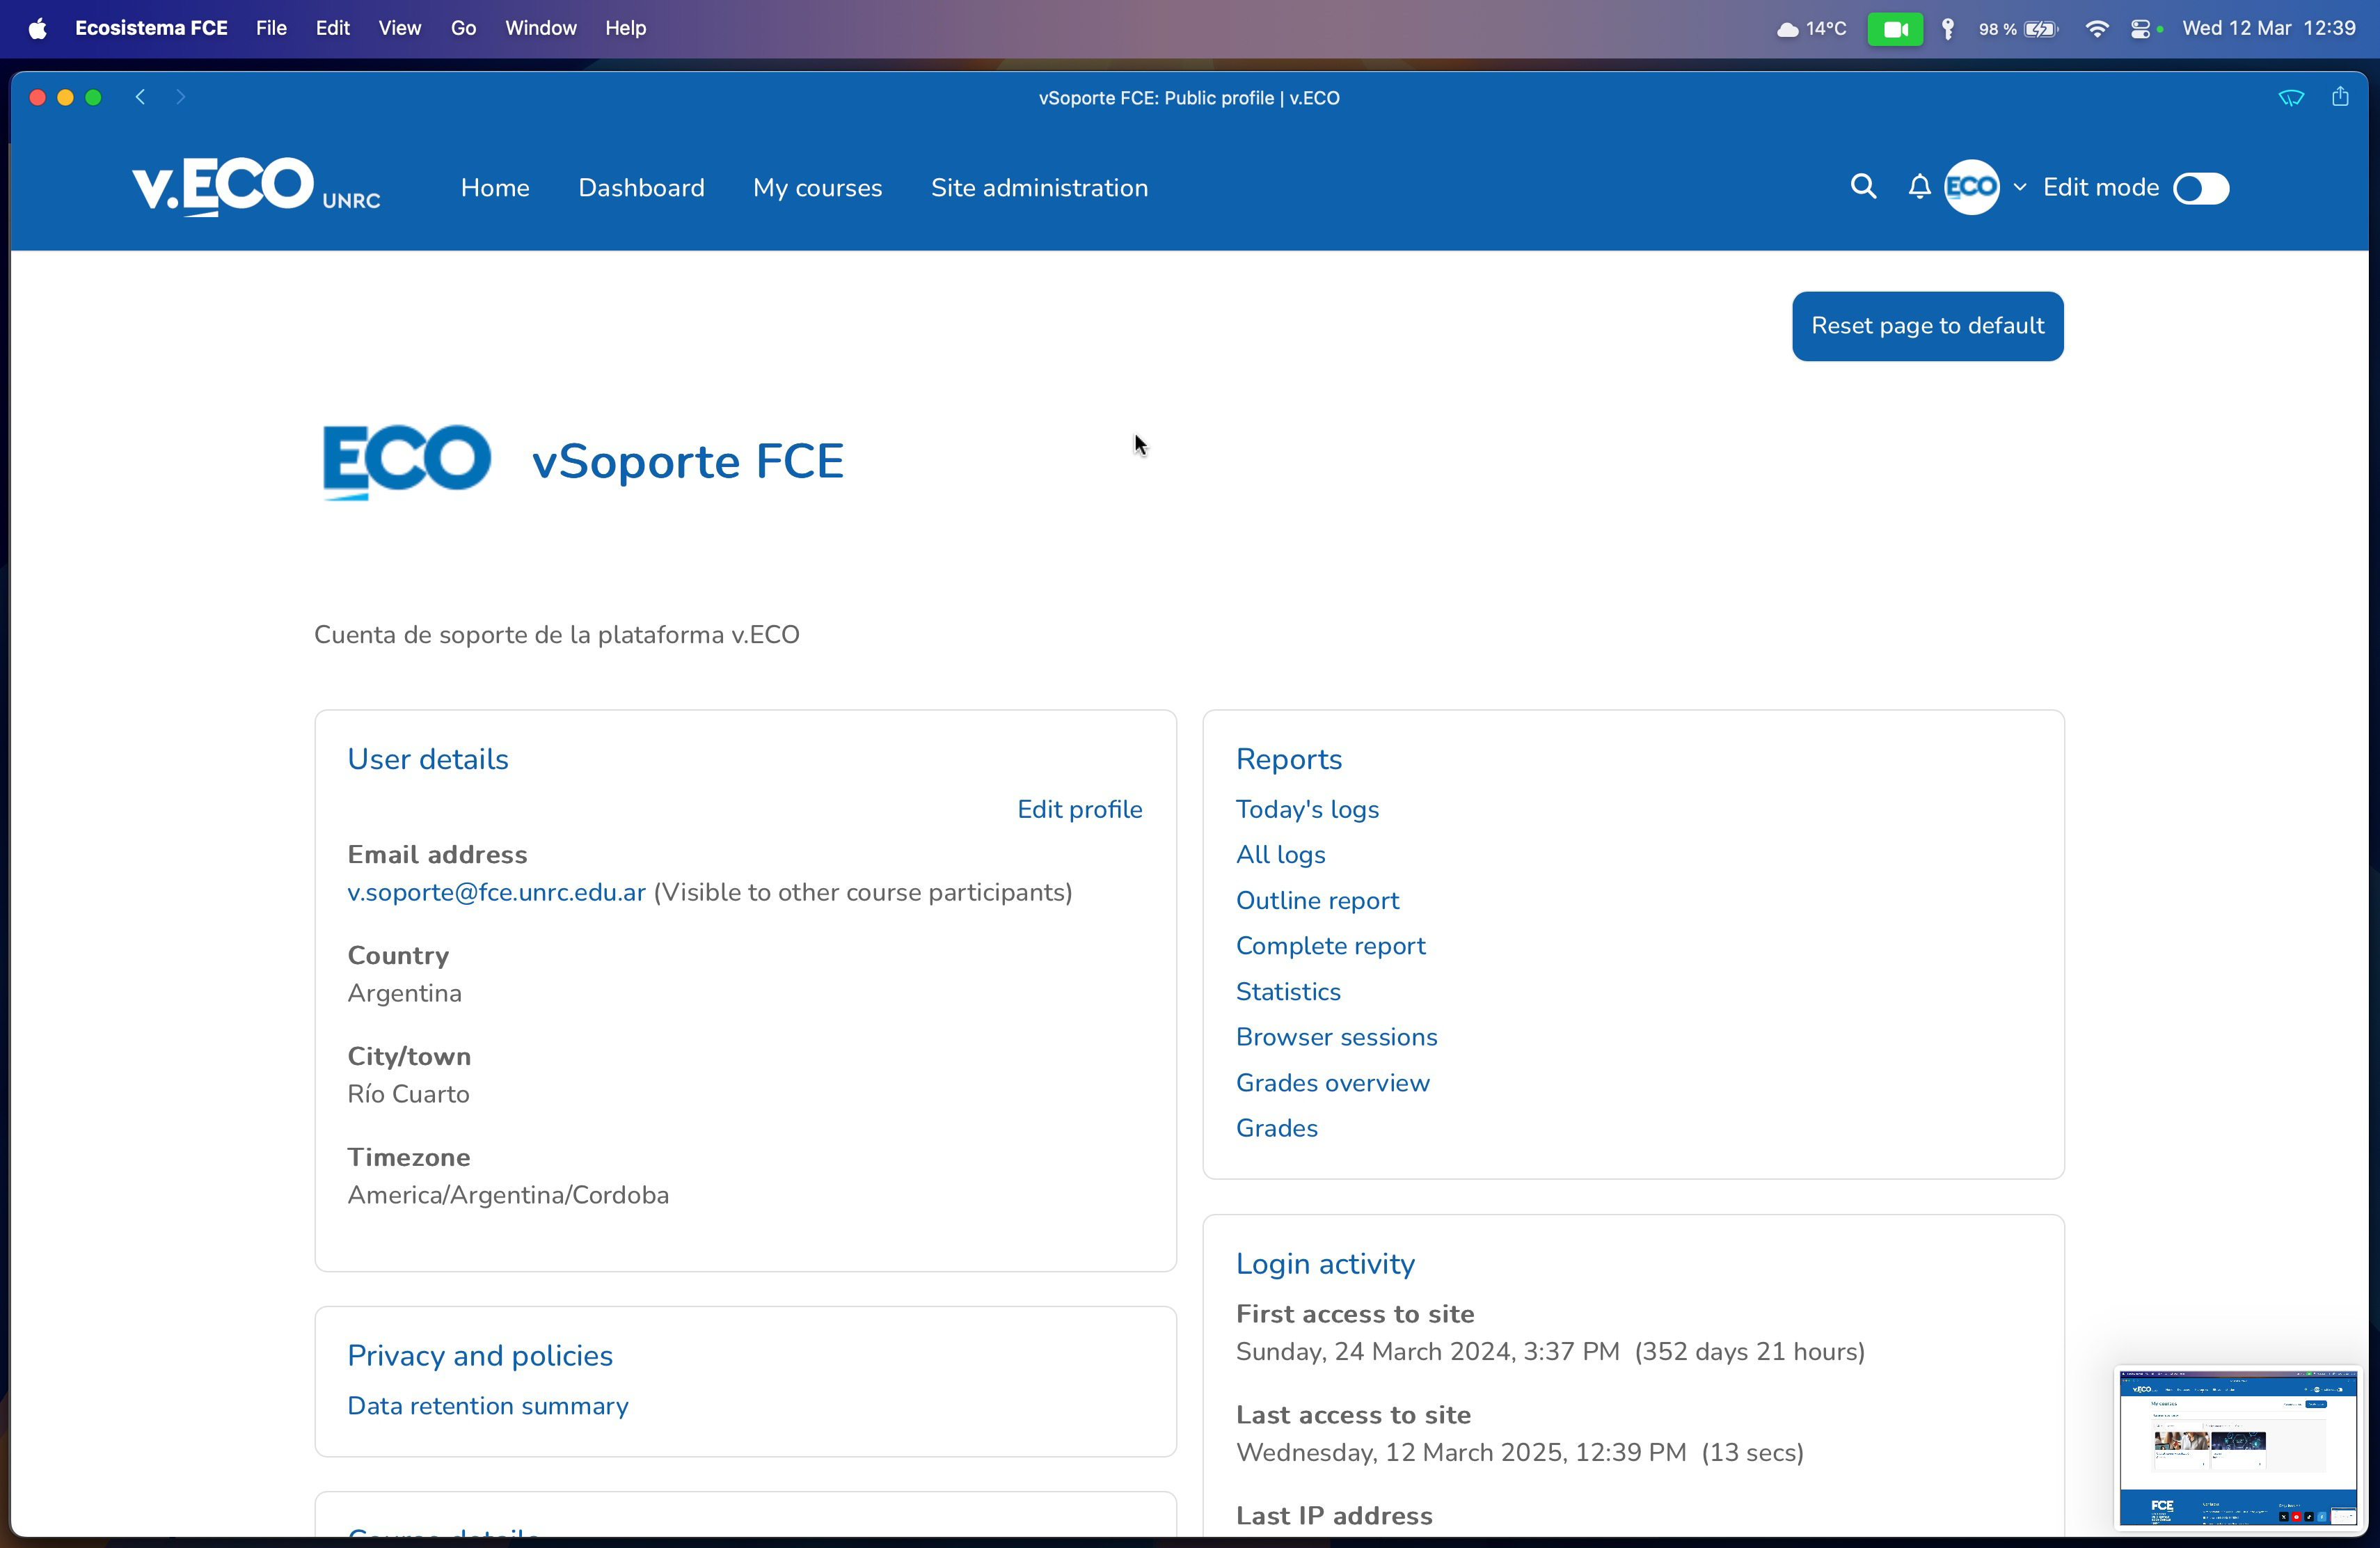 Ecosistema FCE File Edit View Go Window Help
14°C 98 % Wed 12 Mar 12:39
vSoporte FCE: Public profile | v.ECO
v.ECO UNRC Home Dashboard My courses Site administration ECO Edit mode
Reset page to default
ECO vSoporte FCE
Cuenta de soporte de la plataforma v.ECO
User details
Edit profile
Email address
v.soporte@fce.unrc.edu.ar (Visible to other course participants)
Country
Argentina
City/town
Río Cuarto
Timezone
America/Argentina/Cordoba
Privacy and policies
Data retention summary
Course details
Reports
Today's logs
All logs
Outline report
Complete report
Statistics
Browser sessions
Grades overview
Grades
Login activity
First access to site
Sunday, 24 March 2024, 3:37 PM (352 days 21 hours)
Last access to site
Wednesday, 12 March 2025, 12:39 PM (13 secs)
Last IP address
v.ECO
My courses
FCE